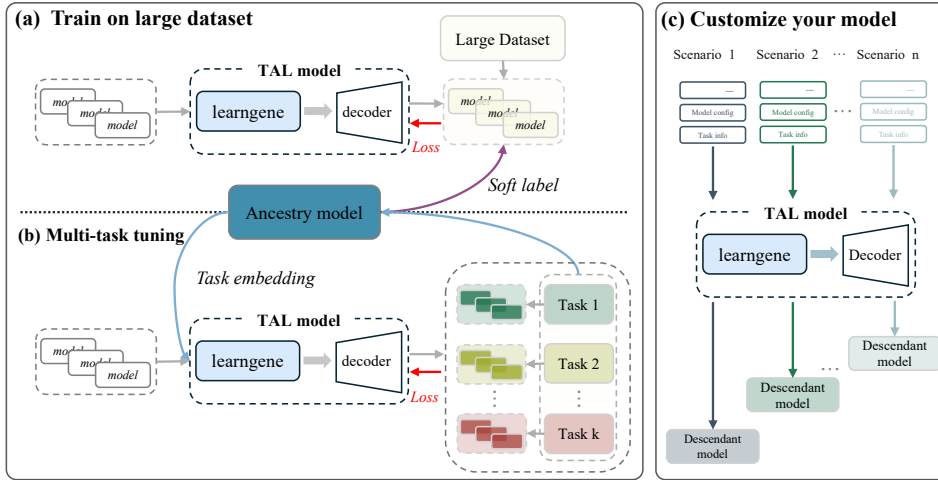 (a) Train on large dataset
Large Dataset
TAL model
model
model
model
learngene
decoder
model
model
model
Loss
Soft label
Ancestry model
(b) Multi-task tuning
Task embedding
TAL model
model
model
model
learngene
decoder
Loss
Task 1
Task 2
Task k
(c) Customize your model
Scenario 1
Scenario 2
...
Scenario n
Model config
Task info
Model config
Task info
...
Model config
Task info
TAL model
learngene
Decoder
Descendant
model
...
Descendant
model
Descendant
model